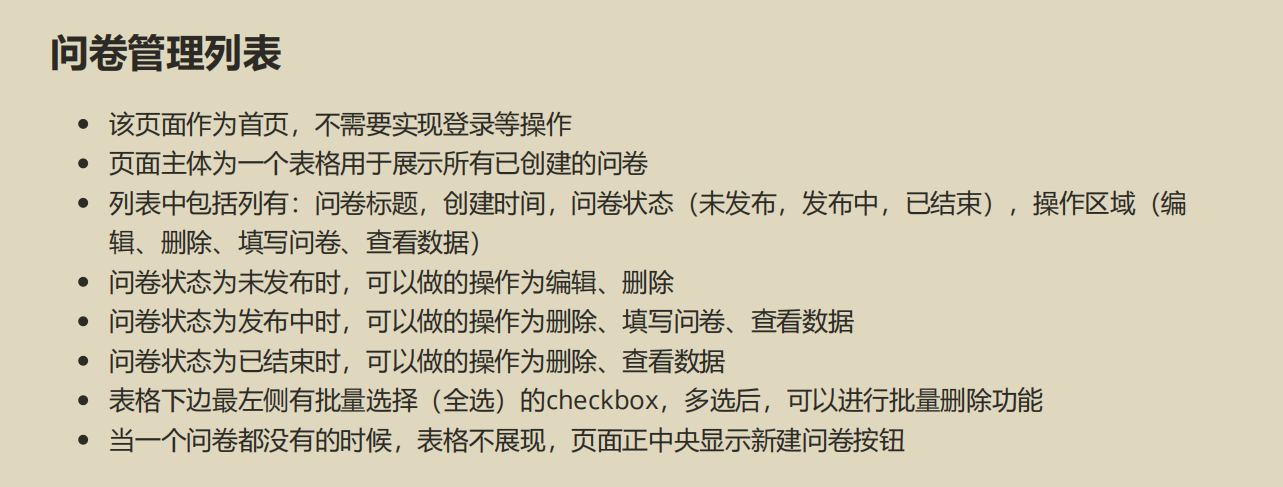 问卷管理列表
• 该页面作为首页，不需要实现登录等操作
• 页面主体为一个表格用于展示所有已创建的问卷
• 列表中包括列有：问卷标题，创建时间，问卷状态（未发布，发布中，已结束），操作区域（编
辑、删除、填写问卷、查看数据）
• 问卷状态为未发布时，可以做的操作为编辑、删除
• 问卷状态为发布中时，可以做的操作为删除、填写问卷、查看数据
• 问卷状态为已结束时，可以做的操作为删除、查看数据
• 表格下边最左侧有批量选择（全选）的checkbox，多选后，可以进行批量删除功能
• 当一个问卷都没有的时候，表格不展现，页面正中央显示新建问卷按钮